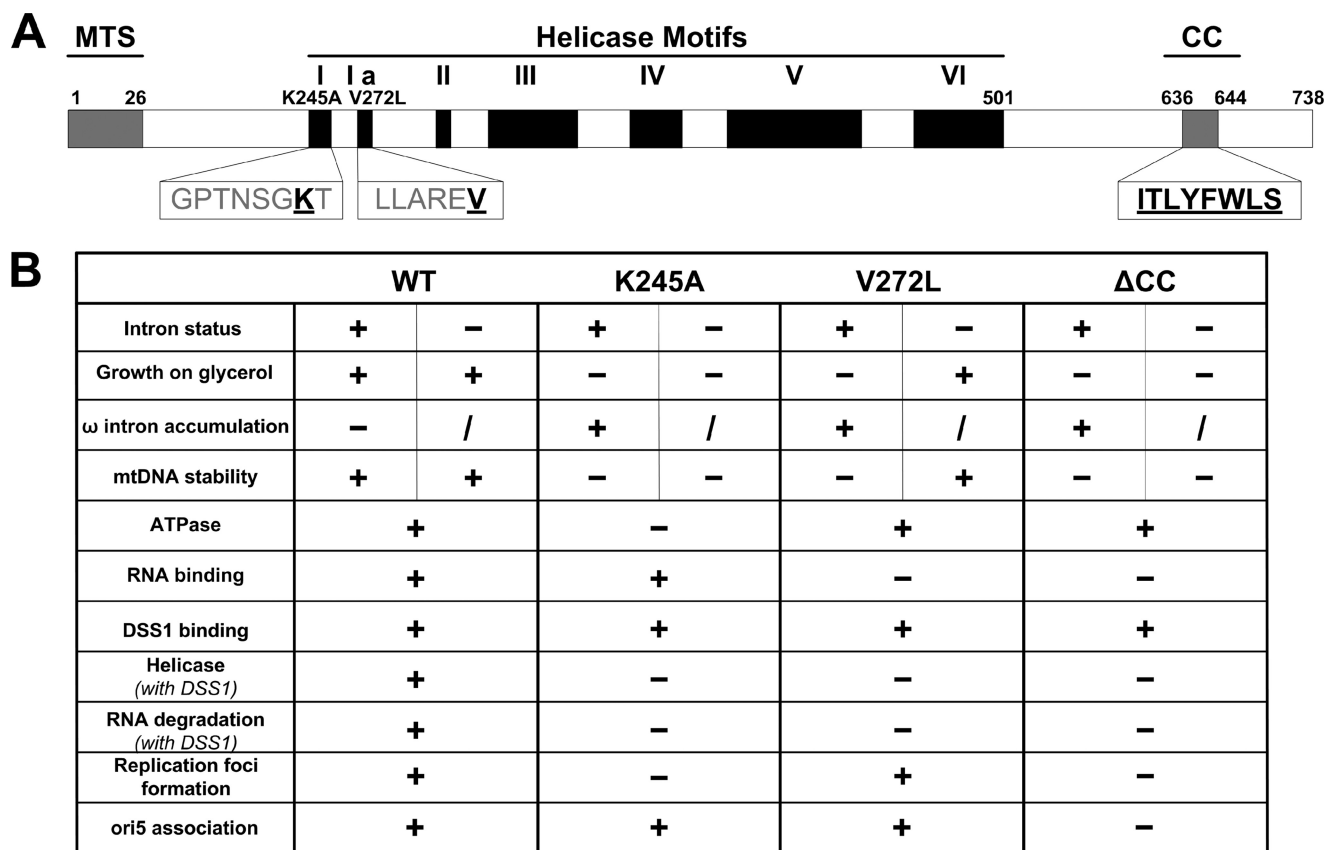 A
MTS Helicase Motifs CC
I I a II III IV V VI
1 26 K245A V272L 501 636 644 738
GPTNSGKT LLAREV ITLYFWLS
B
WT K245A V272L ΔCC
Intron status + − + − + − + −
Growth on glycerol + + − − − + − −
ω intron accumulation − / + / + / + /
mtDNA stability + + − − − + − −
ATPase + − + +
RNA binding + + − −
DSS1 binding + + + +
Helicase
(with DSS1) + − − −
RNA degradation
(with DSS1) + − − −
Replication foci
formation + − + −
ori5 association + + + −